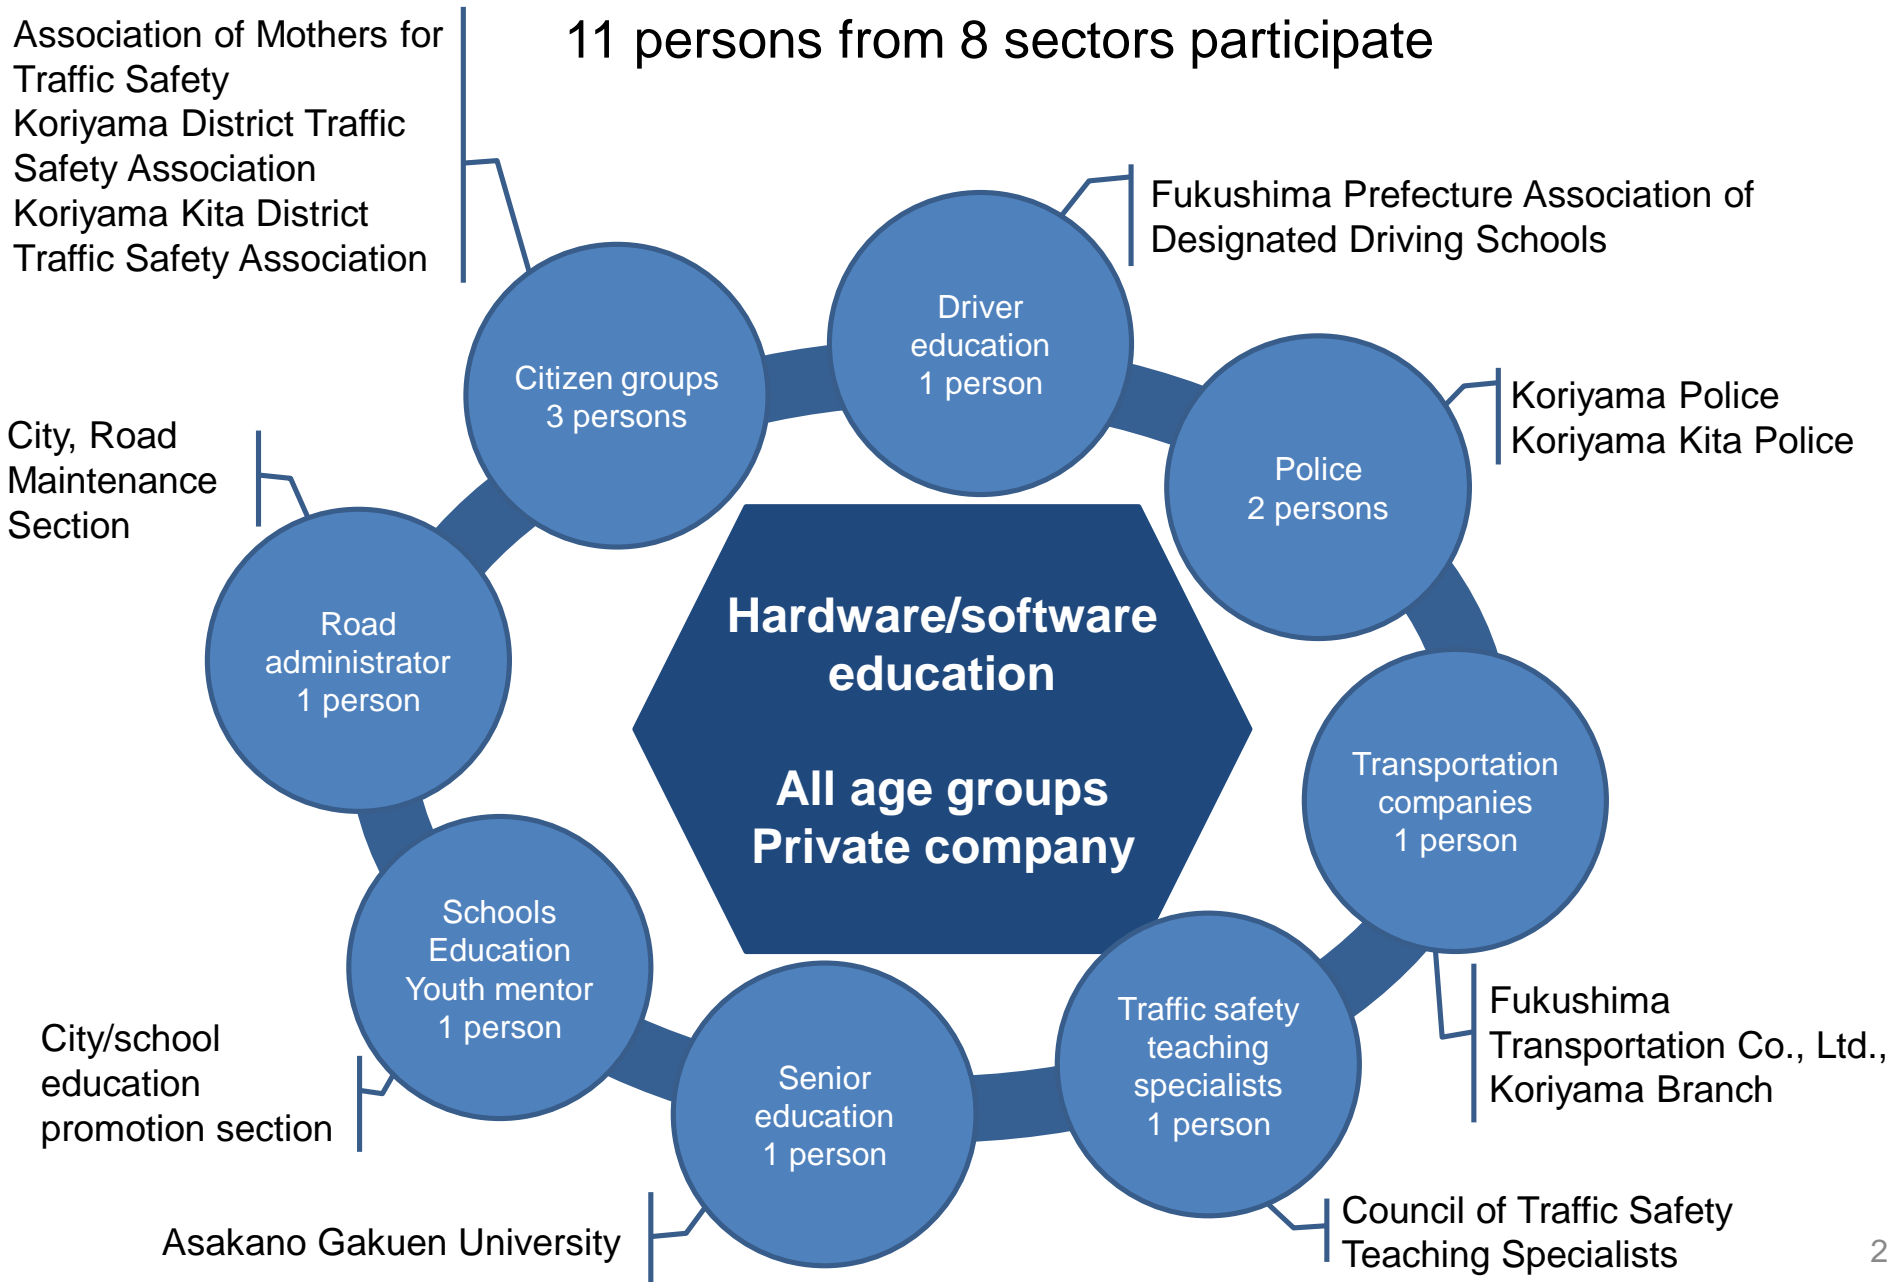 11 persons from 8 sectors participate
Association of Mothers for
Traffic Safety
Koriyama District Traffic
Safety Association
Koriyama Kita District
Traffic Safety Association
Fukushima Prefecture Association of
Designated Driving Schools
Driver
education
1 person
Citizen groups
3 persons
Koriyama Police
Koriyama Kita Police
Police
2 persons
City, Road
Maintenance
Section
Road
administrator
1 person
Hardware/software
education
All age groups
Private company
Transportation
companies
1 person
Schools
Education
Youth mentor
1 person
Traffic safety
teaching
specialists
1 person
Senior
education
1 person
Fukushima
Transportation Co., Ltd.,
Koriyama Branch
City/school
education
promotion section
Asakano Gakuen University
Council of Traffic Safety
Teaching Specialists
2